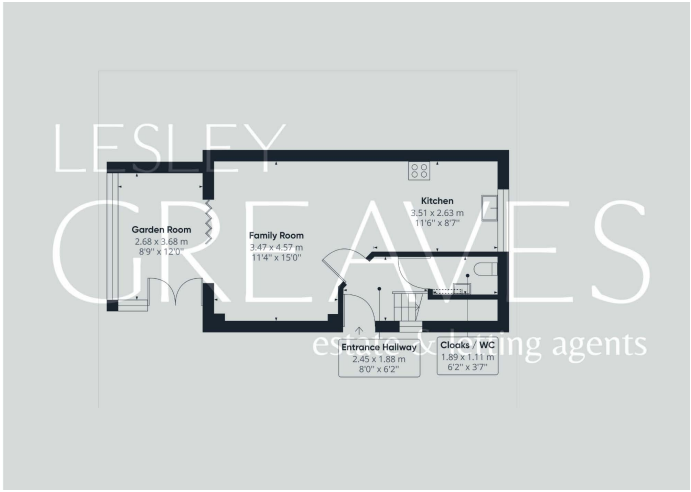 LESLEY
GREAVES
estate & letting agents
Garden Room
2.68 x 3.68 m
8'9" x 12'0"
Family Room
3.47 x 4.57 m
11'4" x 15'0"
Kitchen
3.51 x 2.63 m
11'6" x 8'7"
Entrance Hallway
2.45 x 1.88 m
8'0" x 6'2"
Cloaks / WC
1.89 x 1.11 m
6'2" x 3'7"